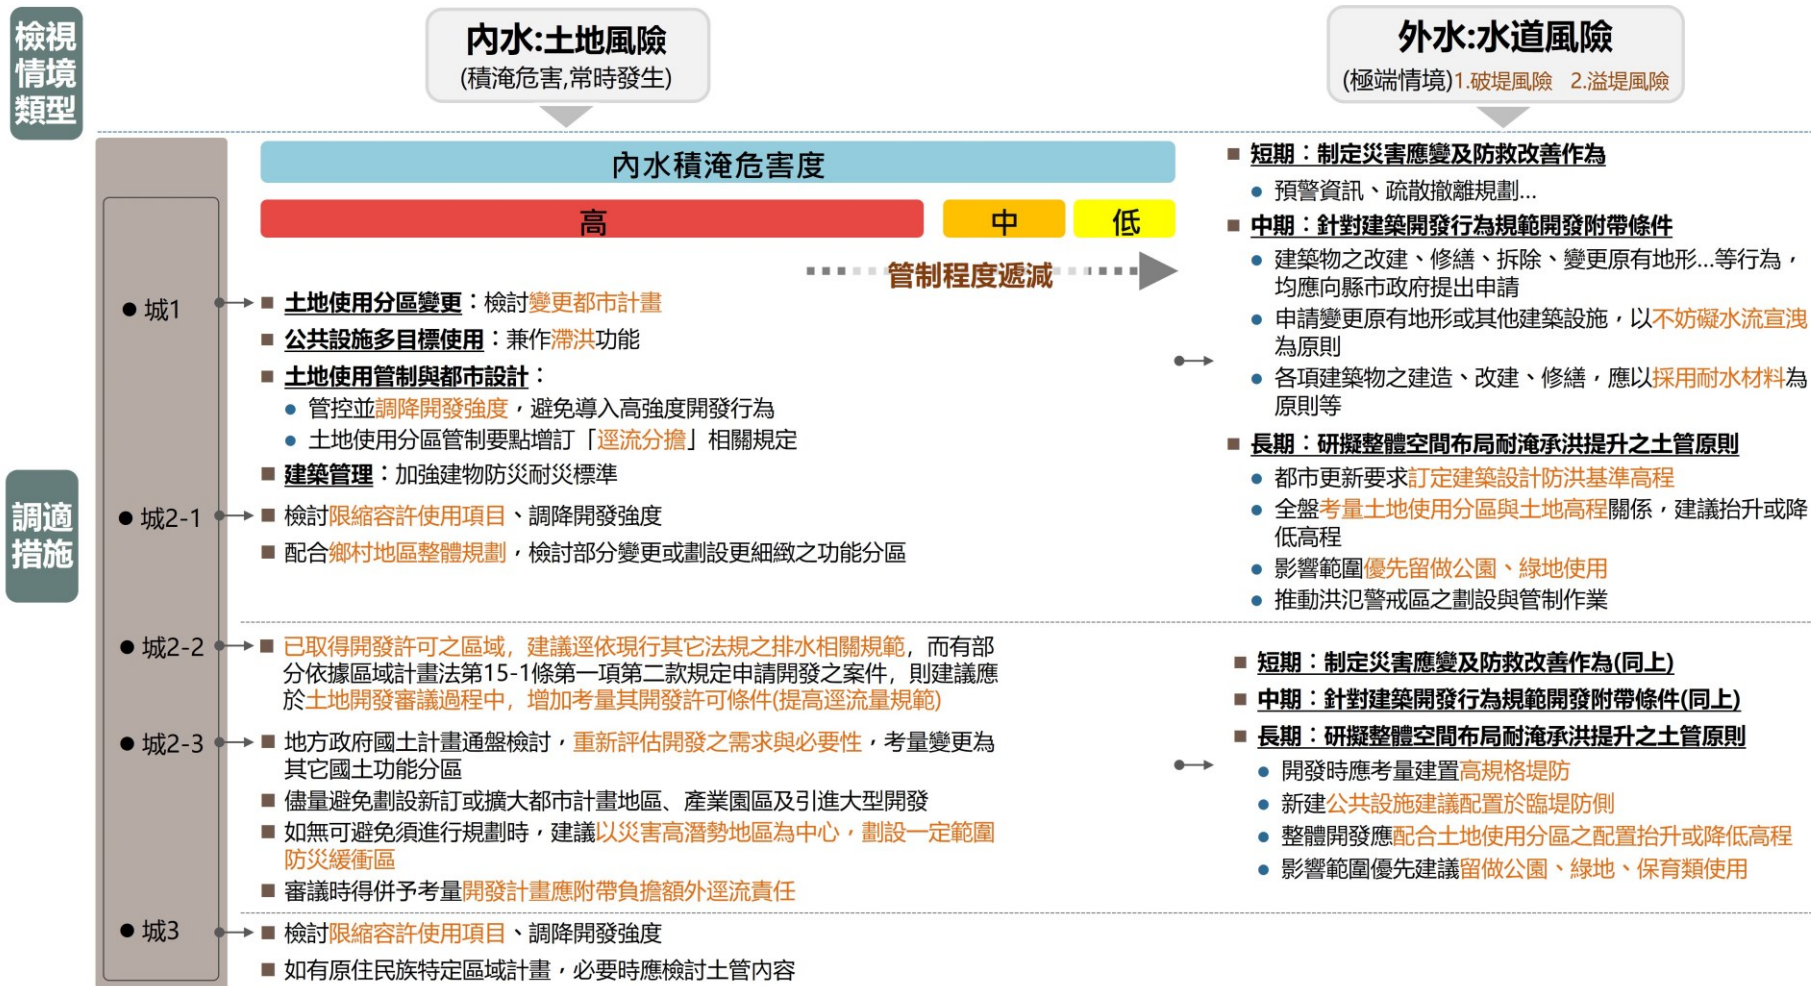 檢視
情境
類型
內水:土地風險
(積淹危害,常時發生)
外水:水道風險
(極端情境)1.破堤風險 2.溢堤風險
調適
措施
內水積淹危害度
高
中
低
管制程度遞減
● 城1
■ 土地使用分區變更：檢討變更都市計畫
■ 公共設施多目標使用：兼作滯洪功能
■ 土地使用管制與都市設計：
● 管控並調降開發強度，避免導入高強度開發行為
● 土地使用分區管制要點增訂「逕流分擔」相關規定
■ 建築管理：加強建物防災耐災標準
● 城2-1
■ 檢討限縮容許使用項目、調降開發強度
■ 配合鄉村地區整體規劃，檢討部分變更或劃設更細緻之功能分區
■ 短期：制定災害應變及防救改善作為
● 預警資訊、疏散撤離規劃...
■ 中期：針對建築開發行為規範開發附帶條件
● 建築物之改建、修繕、拆除、變更原有地形...等行為，
均應向縣市政府提出申請
● 申請變更原有地形或其他建築設施，以不妨礙水流宣洩
為原則
● 各項建築物之建造、改建、修繕，應以採用耐水材料為
原則等
■ 長期：研擬整體空間布局耐淹承洪提升之土管原則
● 都市更新要求訂定建築設計防洪基準高程
● 全盤考量土地使用分區與土地高程關係，建議抬升或降
低高程
● 影響範圍優先留做公園、綠地使用
● 推動洪氾警戒區之劃設與管制作業
● 城2-2
■ 已取得開發許可之區域，建議逕依現行其它法規之排水相關規範，而有部
分依據區域計畫法第15-1條第一項第二款規定申請開發之案件，則建議應
於土地開發審議過程中，增加考量其開發許可條件(提高逕流量規範)
● 城2-3
■ 地方政府國土計畫通盤檢討，重新評估開發之需求與必要性，考量變更為
其它國土功能分區
■ 儘量避免劃設新訂或擴大都市計畫地區、產業園區及引進大型開發
■ 如無可避免須進行規劃時，建議以災害高潛勢地區為中心，劃設一定範圍
防災緩衝區
■ 審議時得併予考量開發計畫應附帶負擔額外逕流責任
■ 短期：制定災害應變及防救改善作為(同上)
■ 中期：針對建築開發行為規範開發附帶條件(同上)
■ 長期：研擬整體空間布局耐淹承洪提升之土管原則
● 開發時應考量建置高規格堤防
● 新建公共設施建議配置於臨堤防側
● 整體開發應配合土地使用分區之配置抬升或降低高程
● 影響範圍優先建議留做公園、綠地、保育類使用
● 城3
■ 檢討限縮容許使用項目、調降開發強度
■ 如有原住民族特定區域計畫，必要時應檢討土管內容